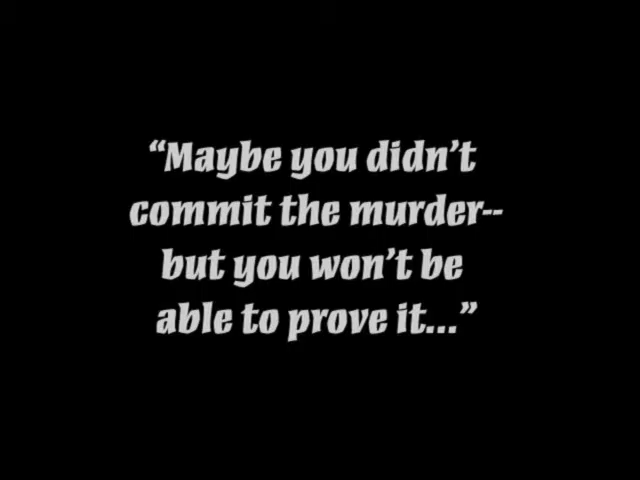 “Maybe you didn’t
commit the murder--
but you won’t be
able to prove it...”